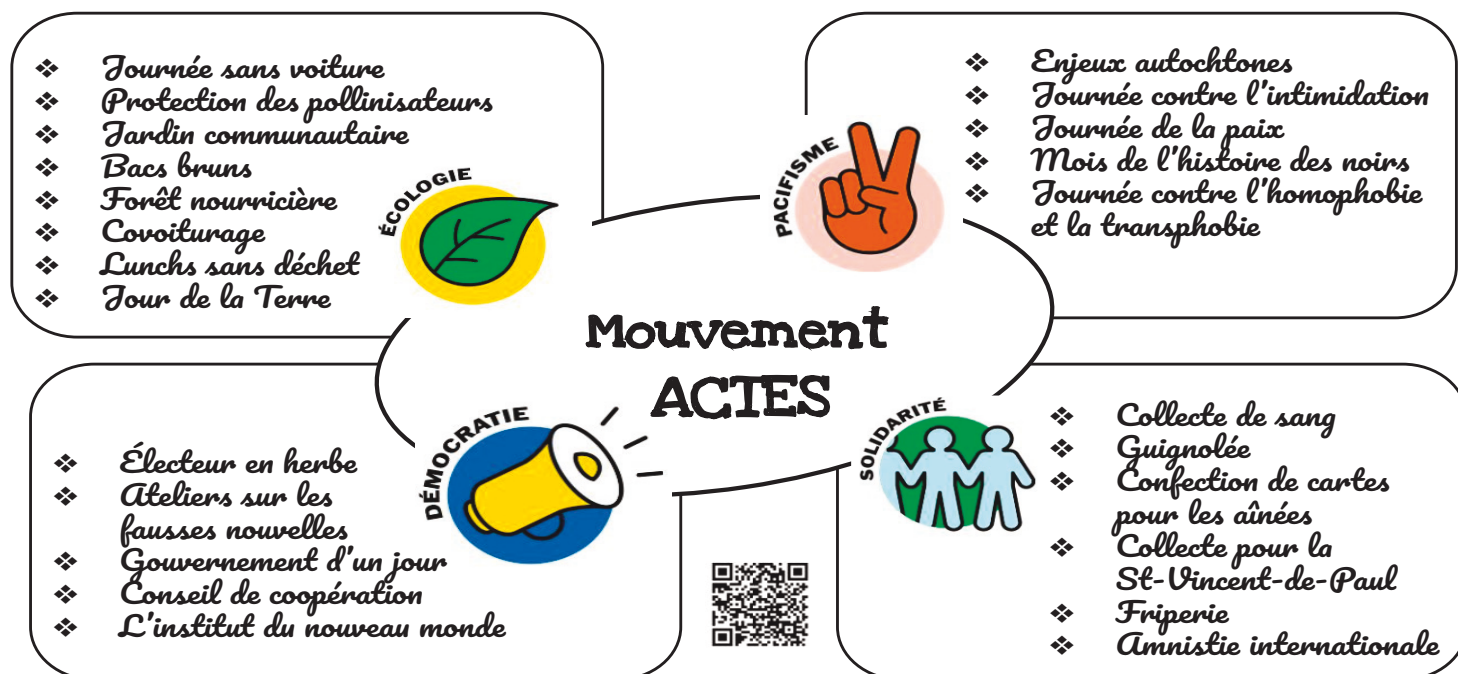 Journée sans voiture
Protection des pollinisateurs
Jardin communautaire
Bacs bruns
Forêt nourricière
Covoiturage
Lunchs sans déchet
Jour de la Terre
ÉCOLOGIE
Enjeux autochtones
Journée contre l'intimidation
Journée de la paix
Mois de l'histoire des noirs
Journée contre l'homophobie
et la transphobie
PACIFISME
Mouvement
ACTES
Électeur en herbe
Ateliers sur les
fausses nouvelles
Gouvernement d'un jour
Conseil de coopération
L'institut du nouveau monde
DÉMOCRATIE
SOLIDARITÉ
Collecte de sang
Guignolée
Confection de cartes
pour les aînées
Collecte pour la
St-Vincent-de-Paul
Friperie
Amnistie internationale